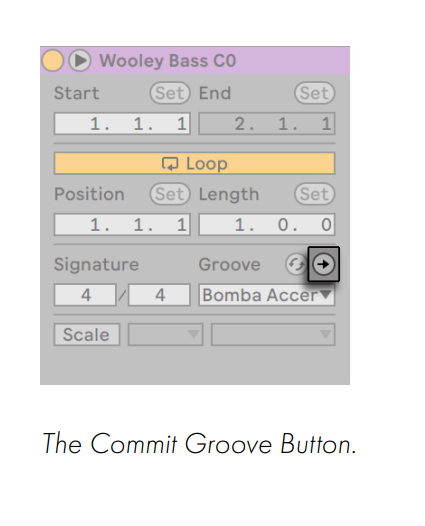 Wooley Bass C0
Start Set End Set
1. 1. 1 2. 1. 1
Loop
Position Set Length Set
1. 1. 1 1. 0. 0
Signature Groove
4 / 4 Bomba Accer
Scale
The Commit Groove Button.